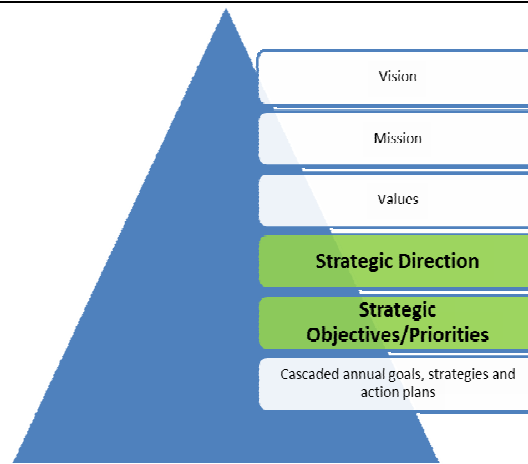 Vision
Mission
Values
Strategic Direction
Strategic
Objectives/Priorities
Cascaded annual goals, strategies and
action plans